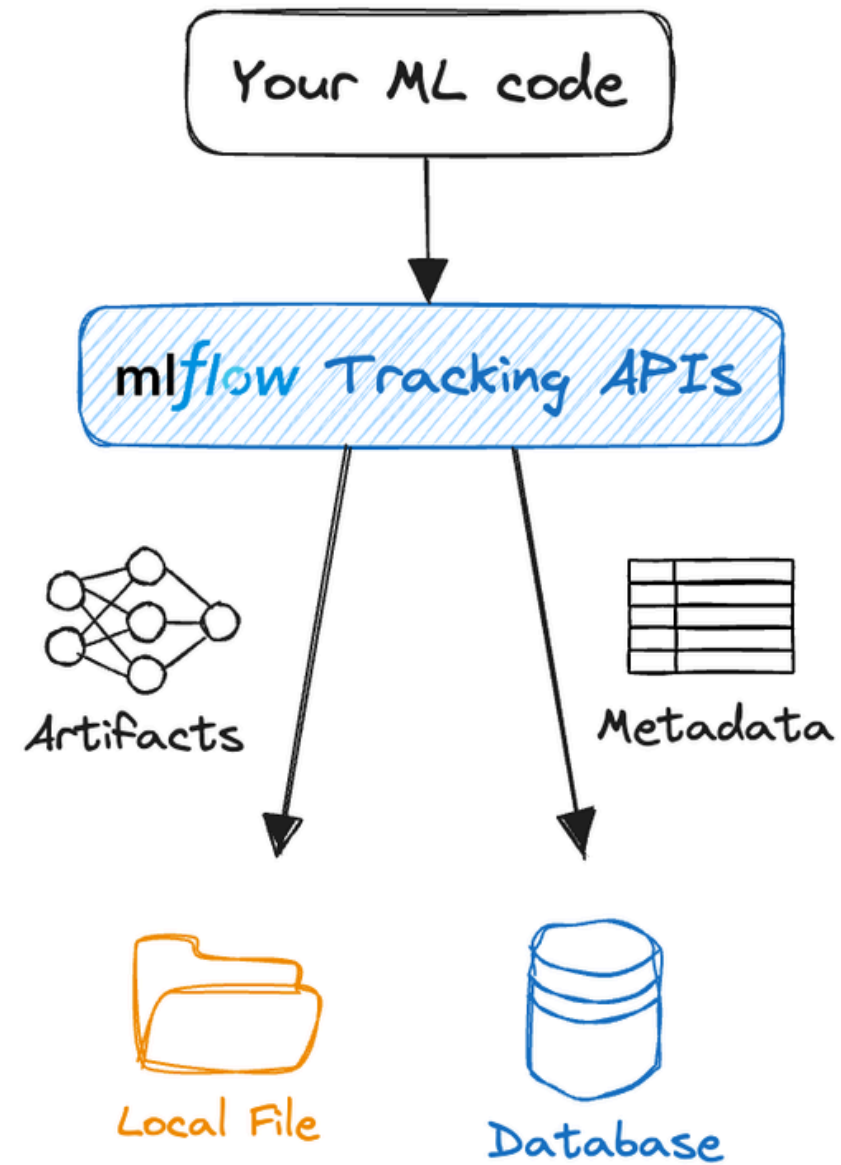 Your ML code
mlflow Tracking APIs
Artifacts
Metadata
Local File
Database